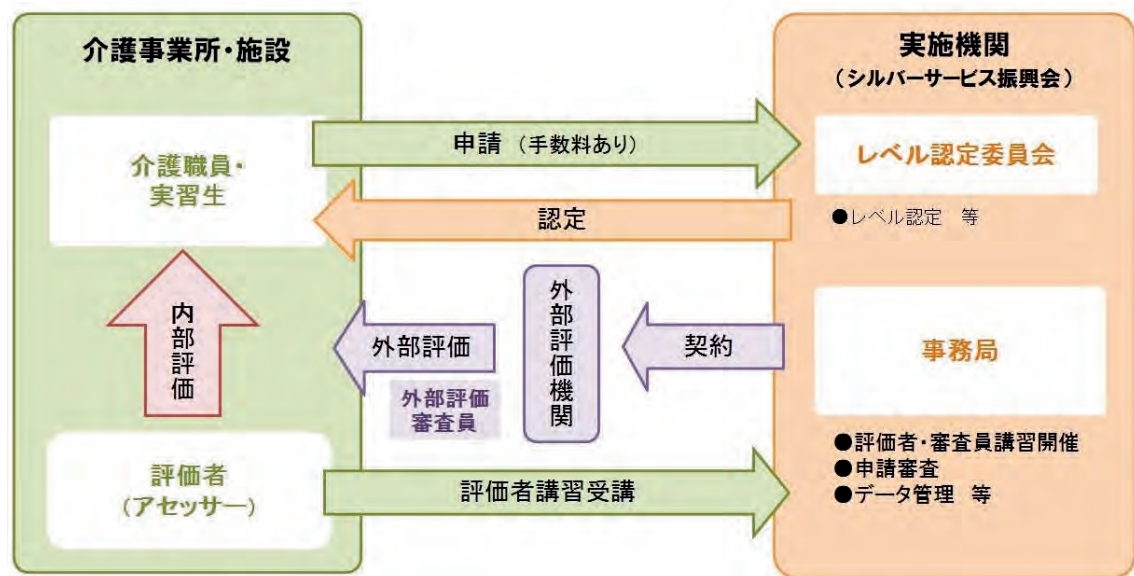 介護事業所・施設
介護職員・
実習生
内部評価
評価者
(アセッサー)
申請 (手数料あり)
認定
外部評価
外部評価
審査員
外部評価機関
契約
評価者講習受講
実施機関
(シルバーサービス振興会)
レベル認定委員会
●レベル認定 等
事務局
●評価者・審査員講習開催
●申請審査
●データ管理 等